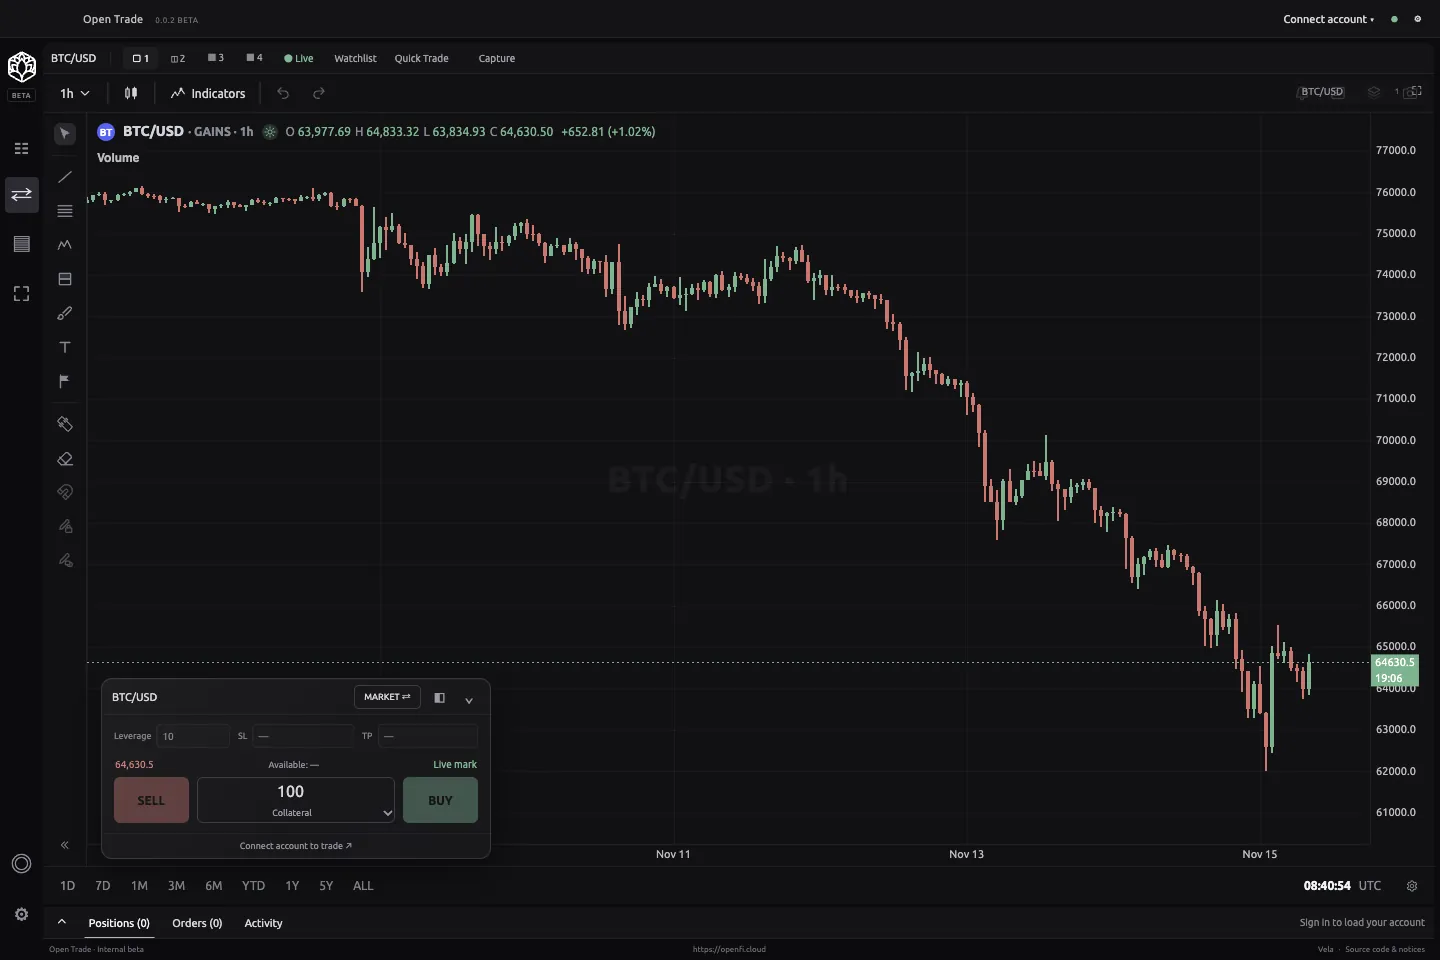 Open Trade 0.0.2 BETA
Connect account
BTC/USD 1 2 3 4 Live Watchlist Quick Trade Capture
BETA
1h Indicators
BTC/USD 1
BT BTC/USD · GAINS · 1h O 63,977.69 H 64,833.32 L 63,834.93 C 64,630.50 +652.81 (+1.02%)
Volume
77000.0
76000.0
75000.0
74000.0
73000.0
72000.0
71000.0
70000.0
BTC/USD · 1h
69000.0
68000.0
67000.0
66000.0
65000.0
64630.5
19:06
64000.0
63000.0
62000.0
61000.0
BTC/USD MARKET ⇄
Leverage 10 SL — TP —
64,630.5 Available: — Live mark
SELL 100 BUY
Collateral
Connect account to trade ↗
Nov 11 Nov 13 Nov 15
1D 7D 1M 3M 6M YTD 1Y 5Y ALL
08:40:54 UTC
Positions (0) Orders (0) Activity
Sign in to load your account
Open Trade · Internal beta
https://openfi.cloud
Vela · Source code & notices